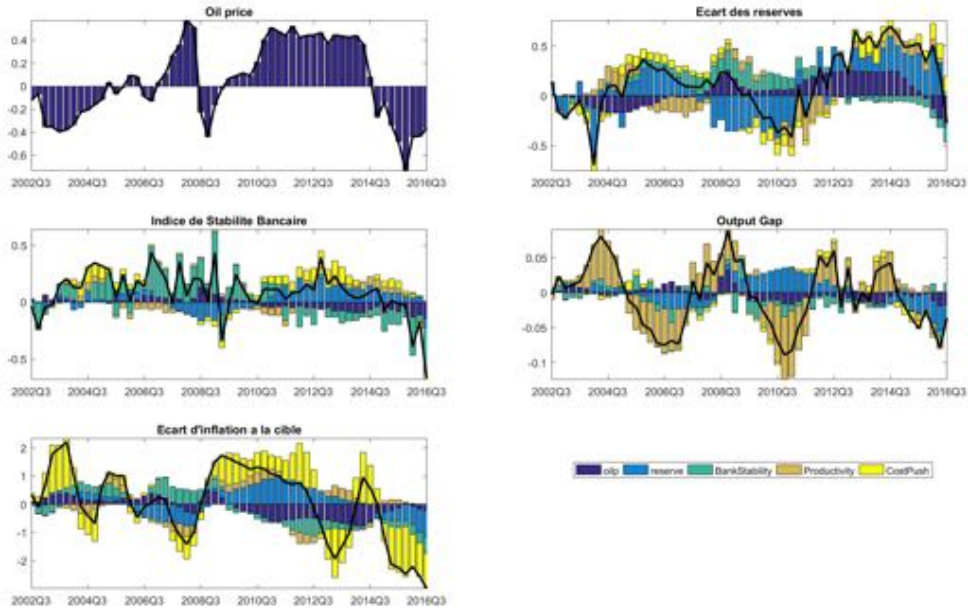 Oil price
0.4
0.2
0
-0.2
-0.4
-0.6
2002Q3 2004Q3 2006Q3 2008Q3 2010Q3 2012Q3 2014Q3 2016Q3
Ecart des reserves
0.5
0
-0.5
2002Q3 2004Q3 2006Q3 2008Q3 2010Q3 2012Q3 2014Q3 2016Q3
Indice de Stabilite Bancaire
0.5
0
-0.5
2002Q3 2004Q3 2006Q3 2008Q3 2010Q3 2012Q3 2014Q3 2016Q3
Output Gap
0.05
0
-0.05
-0.1
2002Q3 2004Q3 2006Q3 2008Q3 2010Q3 2012Q3 2014Q3 2016Q3
Ecart d'inflation a la cible
2
1
0
-1
-2
2002Q3 2004Q3 2006Q3 2008Q3 2010Q3 2012Q3 2014Q3 2016Q3
oilp reserve BankStability Productivity CostPush